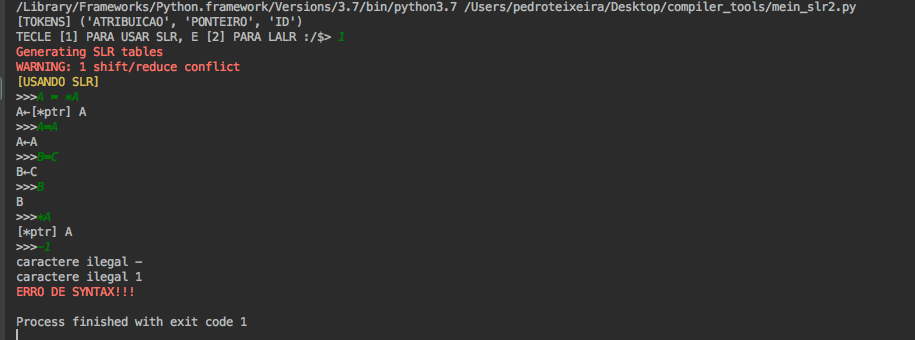 /Library/Frameworks/Python.framework/Versions/3.7/bin/python3.7 /Users/pedroteixeira/Desktop/compiler_tools/mein_slr2.py
[TOKENS] ('ATRIBUICAO', 'PONTEIRO', 'ID')
TECLE [1] PARA USAR SLR, E [2] PARA LALR :/$> 1
Generating SLR tables
WARNING: 1 shift/reduce conflict
[USANDO SLR]
>>>A = *A
A←[*ptr] A
>>>A=A
A←A
>>>B=C
B←C
>>>B
B
>>>*A
[*ptr] A
>>>-1
caractere ilegal -
caractere ilegal 1
ERRO DE SYNTAX!!!
Process finished with exit code 1